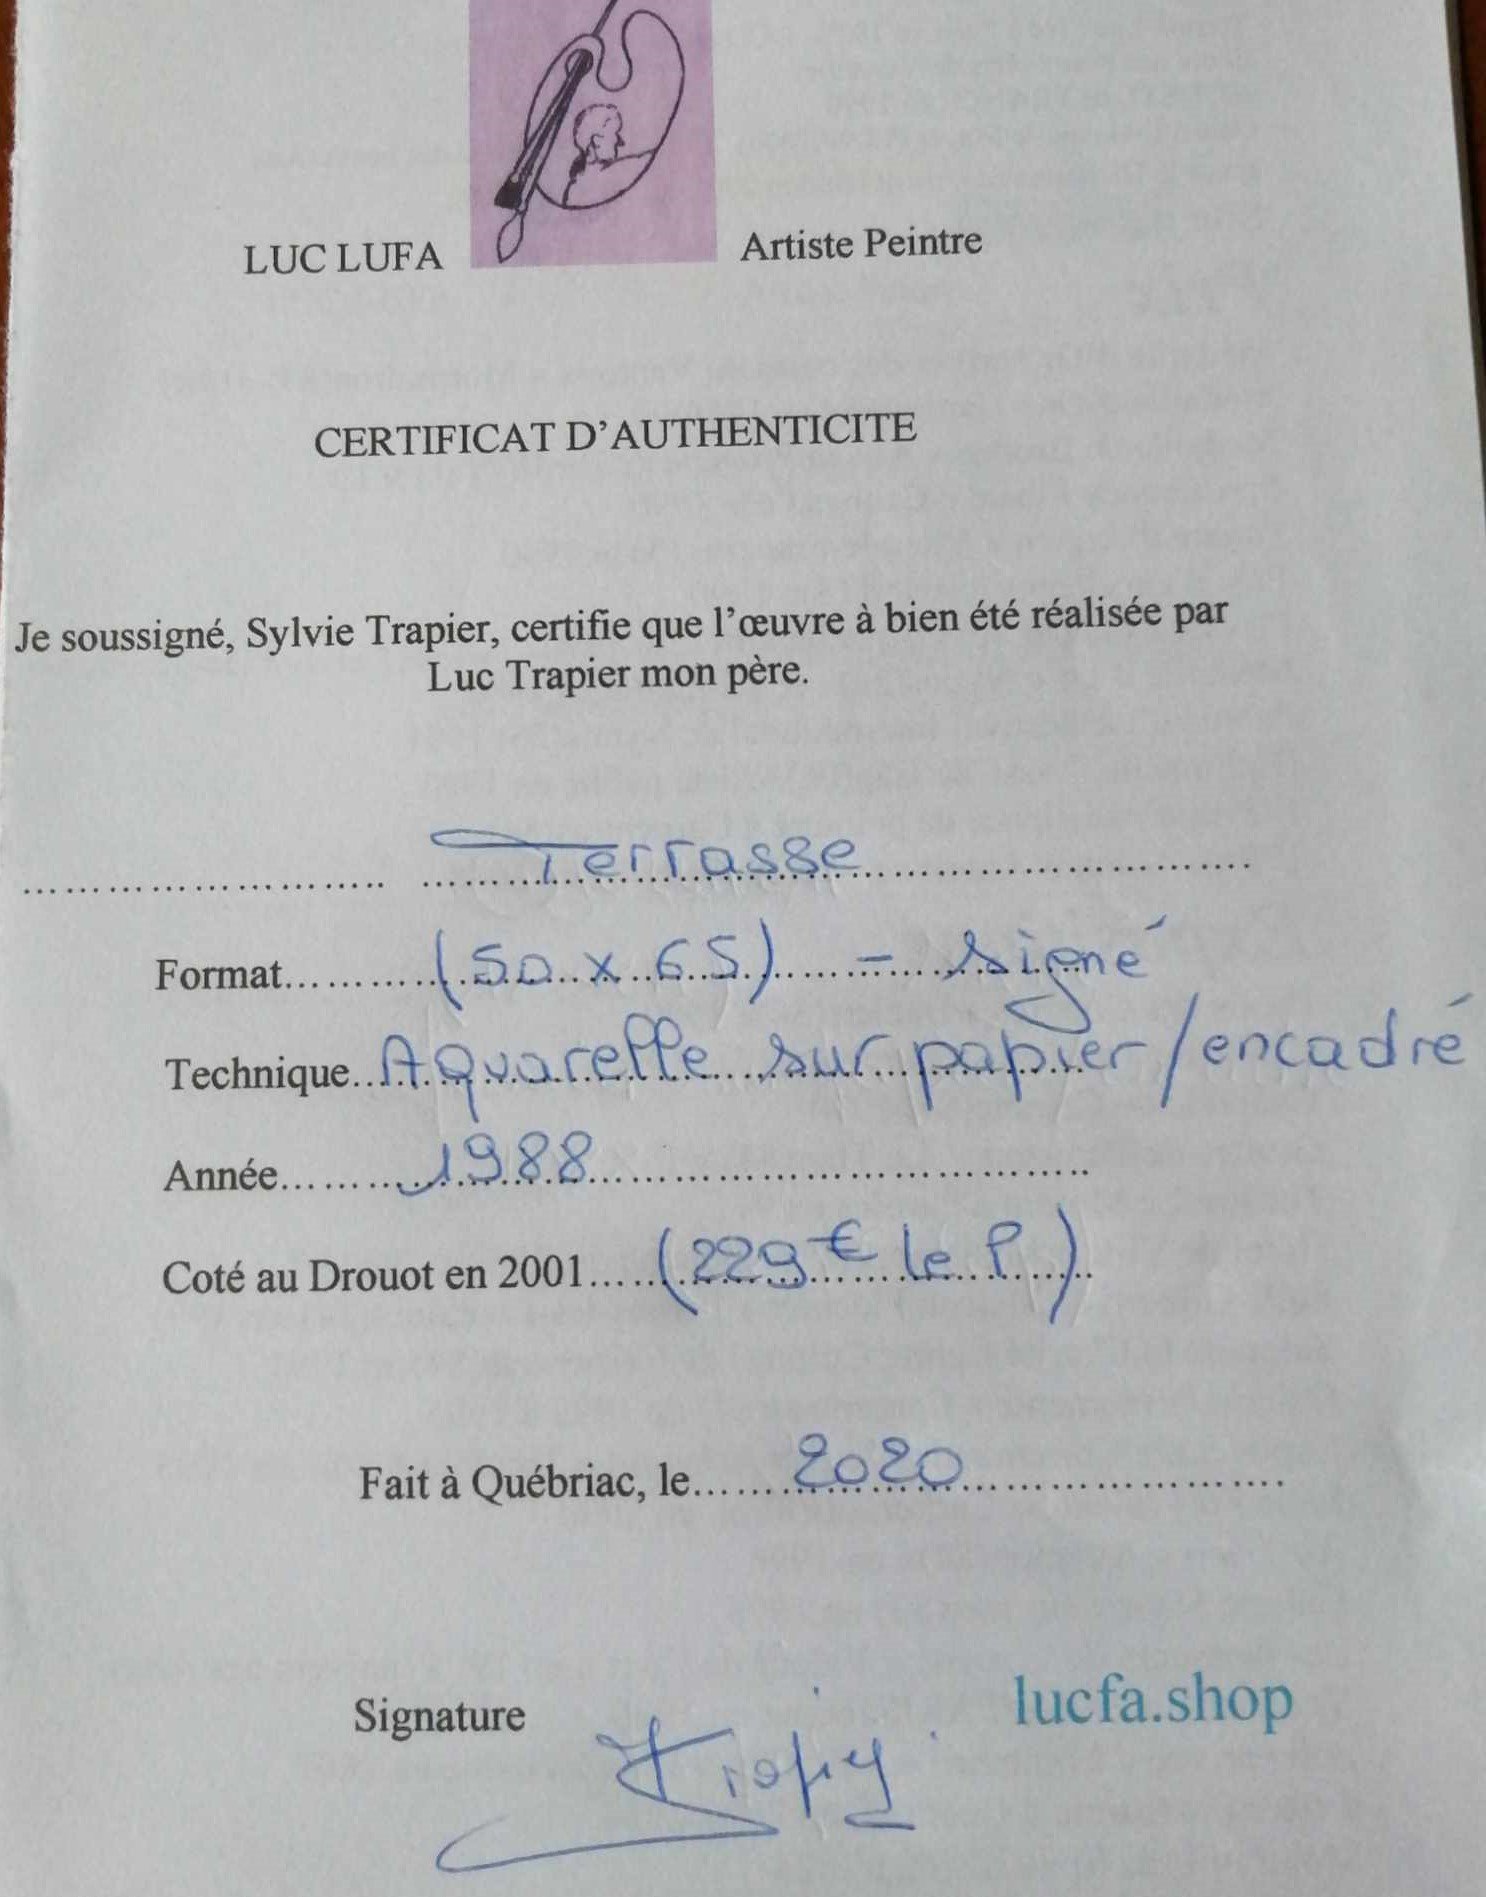 LUC LUFA Artiste Peintre
CERTIFICAT D’AUTHENTICITE
Je soussigné, Sylvie Trapier, certifie que l’œuvre à bien été réalisée par
Luc Trapier mon père.
.......................... Terrasse ..........................
Format..........(50 x 65) - signé
Technique...Aquarelle sur papier/encadré
Année..........1988..........................
Coté au Drouot en 2001.....(229€ le P.)
Fait à Québriac, le.......2020..........................
Signature lucfa.shop